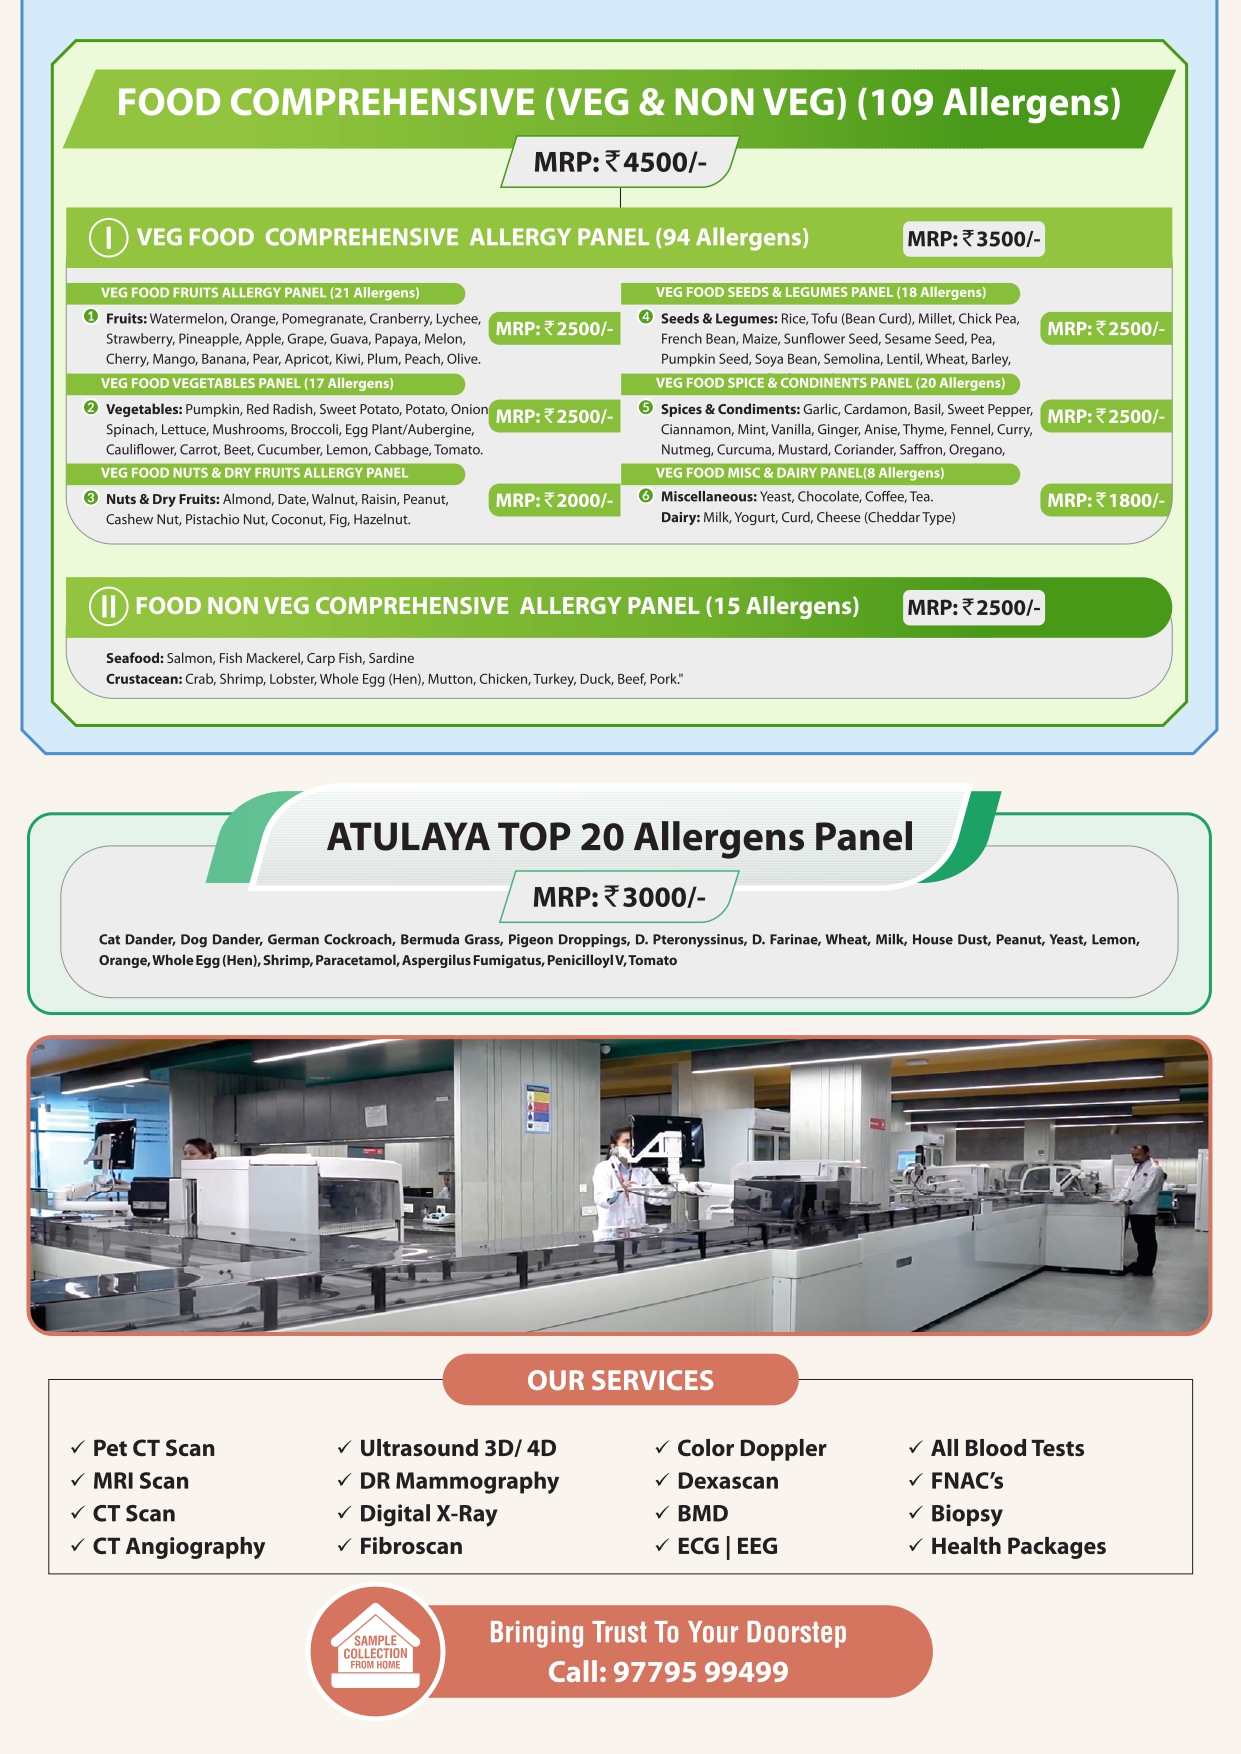 FOOD COMPREHENSIVE (VEG & NON VEG) (109 Allergens)
MRP: ₹4500/-
I VEG FOOD COMPREHENSIVE ALLERGY PANEL (94 Allergens)
MRP: ₹3500/-
VEG FOOD FRUITS ALLERGY PANEL (21 Allergens)
1 Fruits: Watermelon, Orange, Pomegranate, Cranberry, Lychee,
Strawberry, Pineapple, Apple, Grape, Guava, Papaya, Melon,
Cherry, Mango, Banana, Pear, Apricot, Kiwi, Plum, Peach, Olive.
MRP: ₹2500/-
VEG FOOD VEGETABLES PANEL (17 Allergens)
2 Vegetables: Pumpkin, Red Radish, Sweet Potato, Potato, Onion
Spinach, Lettuce, Mushrooms, Broccoli, Egg Plant/Aubergine,
Cauliflower, Carrot, Beet, Cucumber, Lemon, Cabbage, Tomato.
MRP: ₹2500/-
VEG FOOD NUTS & DRY FRUITS ALLERGY PANEL
3 Nuts & Dry Fruits: Almond, Date, Walnut, Raisin, Peanut,
Cashew Nut, Pistachio Nut, Coconut, Fig, Hazelnut.
MRP: ₹2000/-
VEG FOOD SEEDS & LEGUMES PANEL (18 Allergens)
4 Seeds & Legumes: Rice, Tofu (Bean Curd), Millet, Chick Pea,
French Bean, Maize, Sunflower Seed, Sesame Seed, Pea,
Pumpkin Seed, Soya Bean, Semolina, Lentil, Wheat, Barley,
MRP: ₹2500/-
VEG FOOD SPICE & CONDINENTS PANEL (20 Allergens)
5 Spices & Condiments: Garlic, Cardamon, Basil, Sweet Pepper,
Ciannamon, Mint, Vanilla, Ginger, Anise, Thyme, Fennel, Curry,
Nutmeg, Curcuma, Mustard, Coriander, Saffron, Oregano,
MRP: ₹2500/-
VEG FOOD MISC & DAIRY PANEL(8 Allergens)
6 Miscellaneous: Yeast, Chocolate, Coffee, Tea.
Dairy: Milk, Yogurt, Curd, Cheese (Cheddar Type)
MRP: ₹1800/-
II FOOD NON VEG COMPREHENSIVE ALLERGY PANEL (15 Allergens)
MRP: ₹2500/-
Seafood: Salmon, Fish Mackerel, Carp Fish, Sardine
Crustacean: Crab, Shrimp, Lobster, Whole Egg (Hen), Mutton, Chicken, Turkey, Duck, Beef, Pork."
ATULAYA TOP 20 Allergens Panel
MRP: ₹3000/-
Cat Dander, Dog Dander, German Cockroach, Bermuda Grass, Pigeon Droppings, D. Pteronyssinus, D. Farinae, Wheat, Milk, House Dust, Peanut, Yeast, Lemon,
Orange, Whole Egg (Hen), Shrimp, Paracetamol, Aspergilus Fumigatus, Penicilloyl V, Tomato
OUR SERVICES
✓ Pet CT Scan
✓ MRI Scan
✓ CT Scan
✓ CT Angiography
✓ Ultrasound 3D/ 4D
✓ DR Mammography
✓ Digital X-Ray
✓ Fibroscan
✓ Color Doppler
✓ Dexascan
✓ BMD
✓ ECG | EEG
✓ All Blood Tests
✓ FNAC’s
✓ Biopsy
✓ Health Packages
SAMPLE
COLLECTION
FROM HOME
Bringing Trust To Your Doorstep
Call: 97795 99499